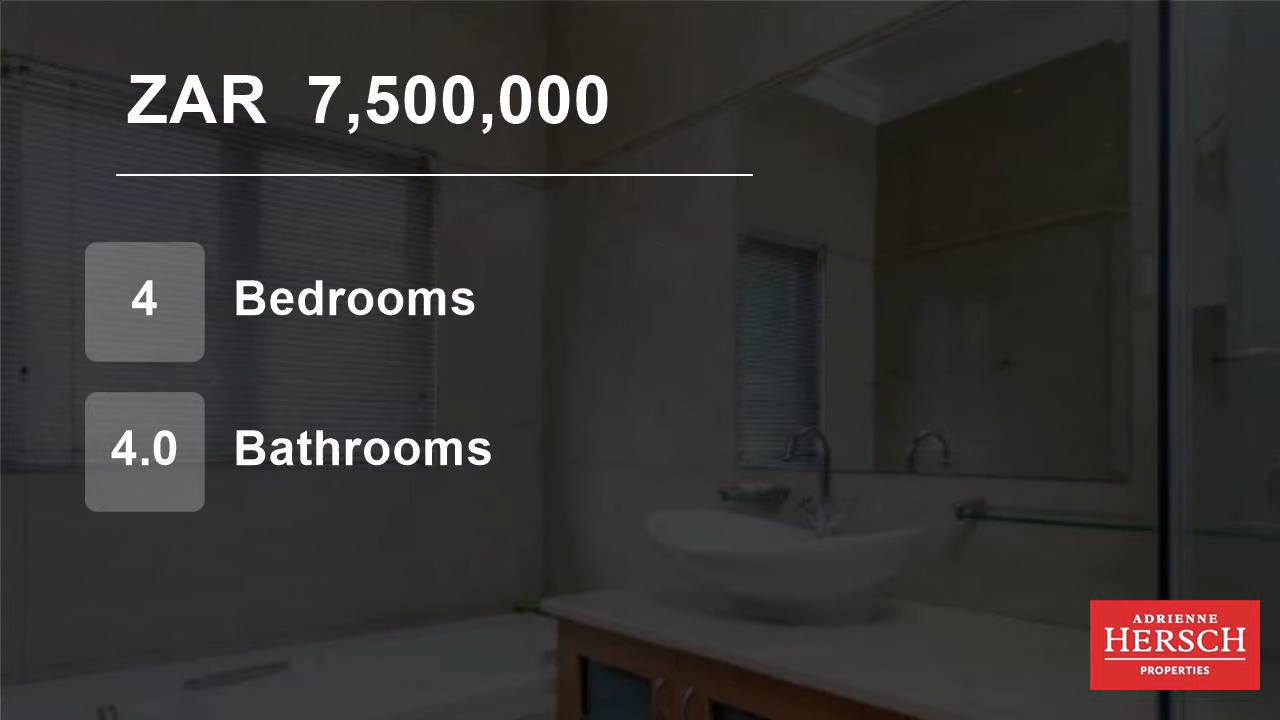 ZAR 7,500,000
4 Bedrooms
4.0 Bathrooms
ADRIENNE
HERSCH
PROPERTIES